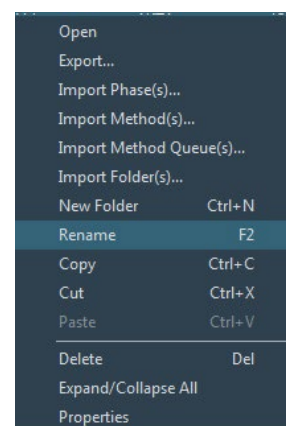 Open
Export...
Import Phase(s)...
Import Method(s)...
Import Method Queue(s)...
Import Folder(s)...
New Folder Ctrl+N
Rename F2
Copy Ctrl+C
Cut Ctrl+X
Paste Ctrl+V
Delete Del
Expand/Collapse All
Properties